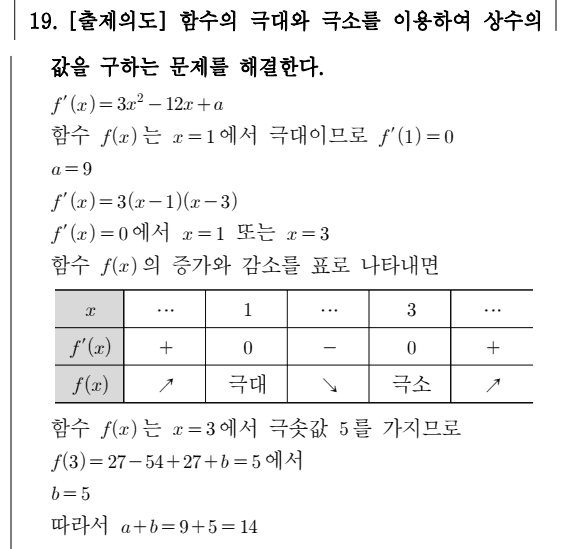 19. [출제의도] 함수의 극대와 극소를 이용하여 상수의
값을 구하는 문제를 해결한다.
f′(x)=3x²−12x+a
함수 f(x)는 x=1에서 극대이므로 f′(1)=0
a=9
f′(x)=3(x−1)(x−3)
f′(x)=0에서 x=1 또는 x=3
함수 f(x)의 증가와 감소를 표로 나타내면
x ⋯ 1 ⋯ 3 ⋯
f′(x) + 0 − 0 +
f(x) ↗ 극대 ↘ 극소 ↗
함수 f(x)는 x=3에서 극솟값 5를 가지므로
f(3)=27−54+27+b=5에서
b=5
따라서 a+b=9+5=14